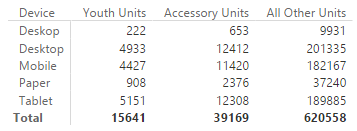 Device Youth Units Accessory Units All Other Units
Deskop 222 653 9931
Desktop 4933 12412 201335
Mobile 4427 11420 182167
Paper 908 2376 37240
Tablet 5151 12308 189885
Total 15641 39169 620558